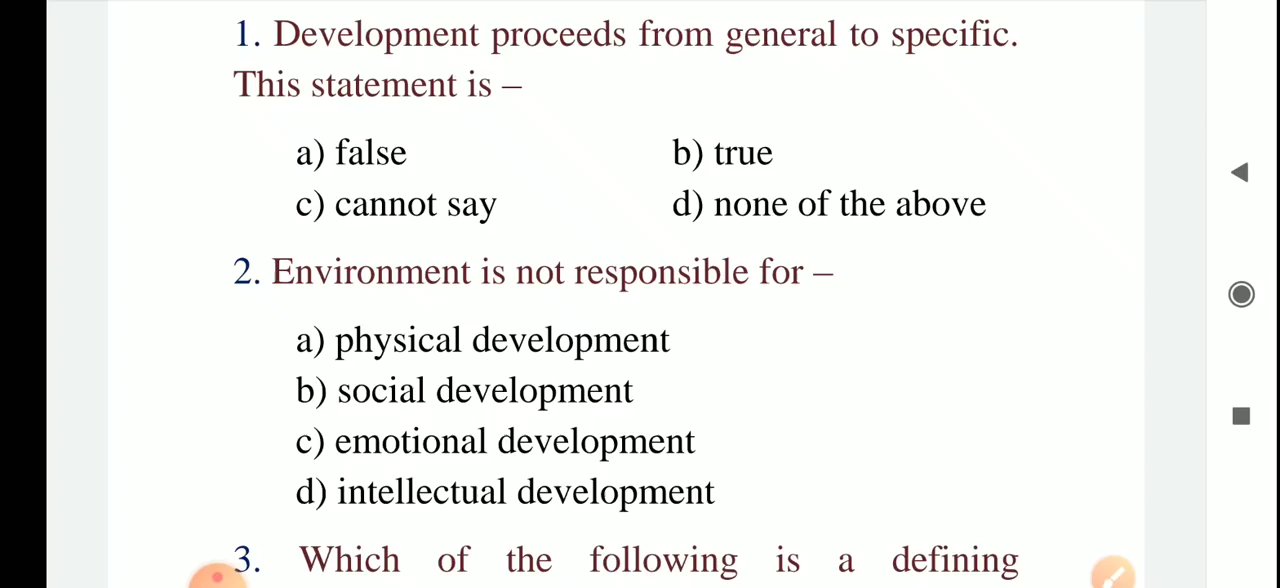 1. Development proceeds from general to specific.
This statement is –
a) false b) true
c) cannot say d) none of the above
2. Environment is not responsible for –
a) physical development
b) social development
c) emotional development
d) intellectual development
3. Which of the following is a defining